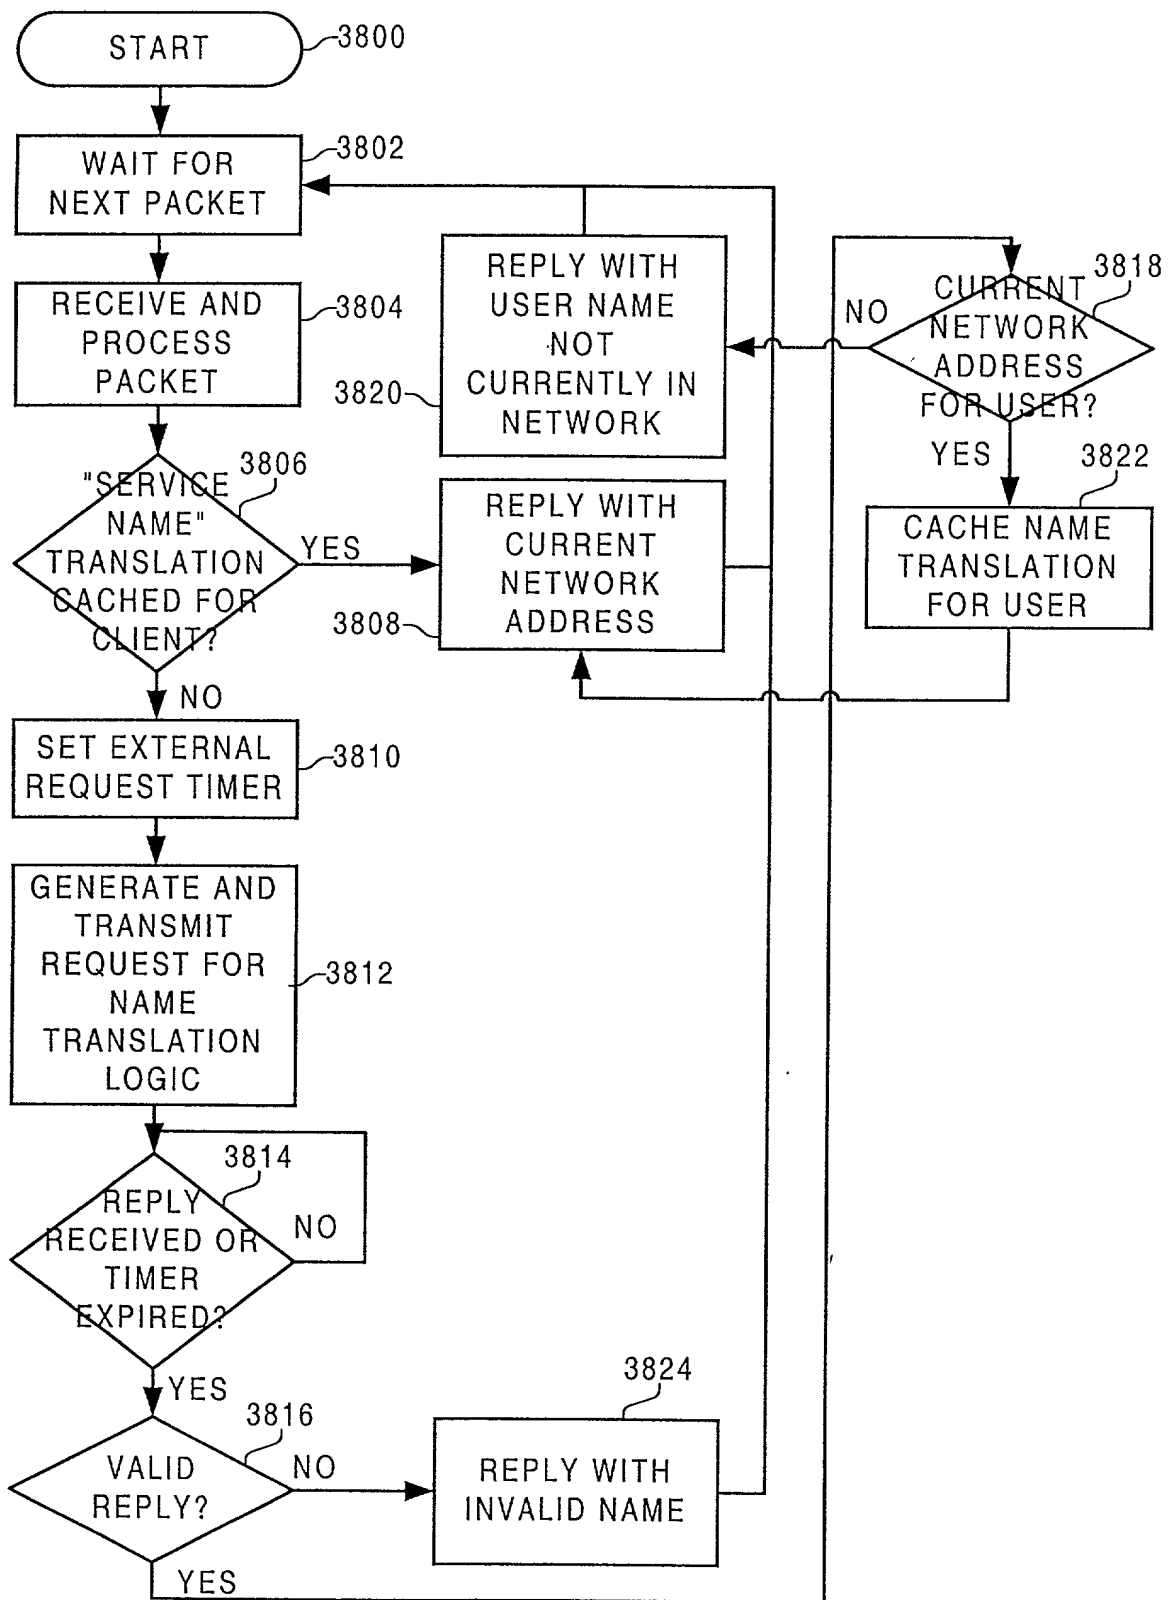 START
3800
WAIT FOR
NEXT PACKET
3802
RECEIVE AND
PROCESS
PACKET
3804
"SERVICE
NAME"
TRANSLATION
CACHED FOR
CLIENT?
3806
YES
NO
REPLY WITH
USER NAME
NOT
CURRENTLY IN
NETWORK
3820
REPLY WITH
CURRENT
NETWORK
ADDRESS
3808
NO
CURRENT
NETWORK
ADDRESS
FOR USER?
3818
YES
3822
CACHE NAME
TRANSLATION
FOR USER
SET EXTERNAL
REQUEST TIMER
3810
GENERATE AND
TRANSMIT
REQUEST FOR
NAME
TRANSLATION
LOGIC
3812
3814
REPLY
RECEIVED OR
TIMER
EXPIRED?
NO
YES
3816
VALID
REPLY?
NO
YES
3824
REPLY WITH
INVALID NAME